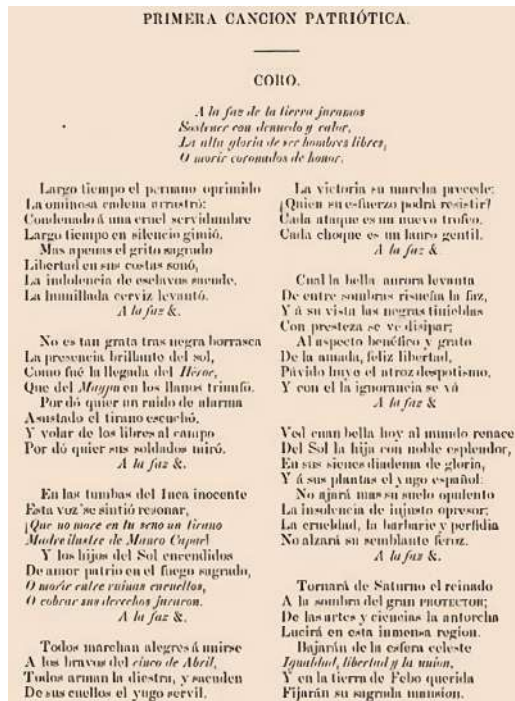 PRIMERA CANCION PATRIÓTICA.
CORO.
A la faz de la tierra juramos
Sostener con denuedo y valor,
La alta gloria de ser hombres libres,
O morir coronados de honor.
Largo tiempo el peruano oprimido
La ominosa cadena arrastró:
Condenado á una cruel servidumbre
Largo tiempo en silencio gimió.
Mas apenas el grito sagrado
Libertad en sus costas sonó,
La indolencia de esclavos sacude,
La humillada cerviz levantó.
A la faz &.
No es tan grata tras negra borrasca
La presencia brillante del sol,
Como fué la llegada del Héroe,
Que del Maypu en los llanos triunfó.
Por dó quier un ruido de alarma
Asustado el tirano escuchó,
Y volar de los libres al campo
Por dó quier sus soldados miró.
A la faz &.
En las tumbas del Inca inocente
Esta voz se sintió resonar,
¡Que no more en tu seno un tirano
Madre ilustre de Manco Capac!
Y los hijos del Sol encendidos
De amor patrio en el fuego sagrado,
O morir entre ruinas envueltos,
O cobrar sus derechos juraron.
A la faz &.
Todos marchan alegres á unirse
A los bravos del cinco de Abril,
Todos arman la diestra, y sacuden
De sus cuellos el yugo servil.
La victoria su marcha precede:
¿Quien su esfuerzo podrá resistir?
Cada ataque es un nuevo trofeo.
Cada choque es un lauro gentil.
A la faz &
Cual la bella aurora levanta
De entre sombras risueña la faz,
Y á su vista las negras tinieblas
Con presteza se ve disipar;
Al aspecto benéfico y grato
De la amada, feliz libertad,
Pávido huye el atroz despotismo,
Y con el la ignorancia se vá
A la faz &
Ved cuan bella hoy al mundo renace
Del Sol la hija con noble esplendor,
En sus sienes diadema de gloria,
Y á sus plantas el yugo español:
No ajará mas su suelo opulento
La insolencia de injusto opresor;
La crueldad, la barbarie y perfidia
No alzará su semblante feroz.
A la faz &.
Tornará de Saturno el reinado
A la sombra del gran PROTECTOR;
De las artes y ciencias la antorcha
Lucirá en esta inmensa region.
Bajarán de la esfera celeste
Igualdad, libertad y la union,
Y en la tierra de Febo querida
Fijarán su sagrada mansion.